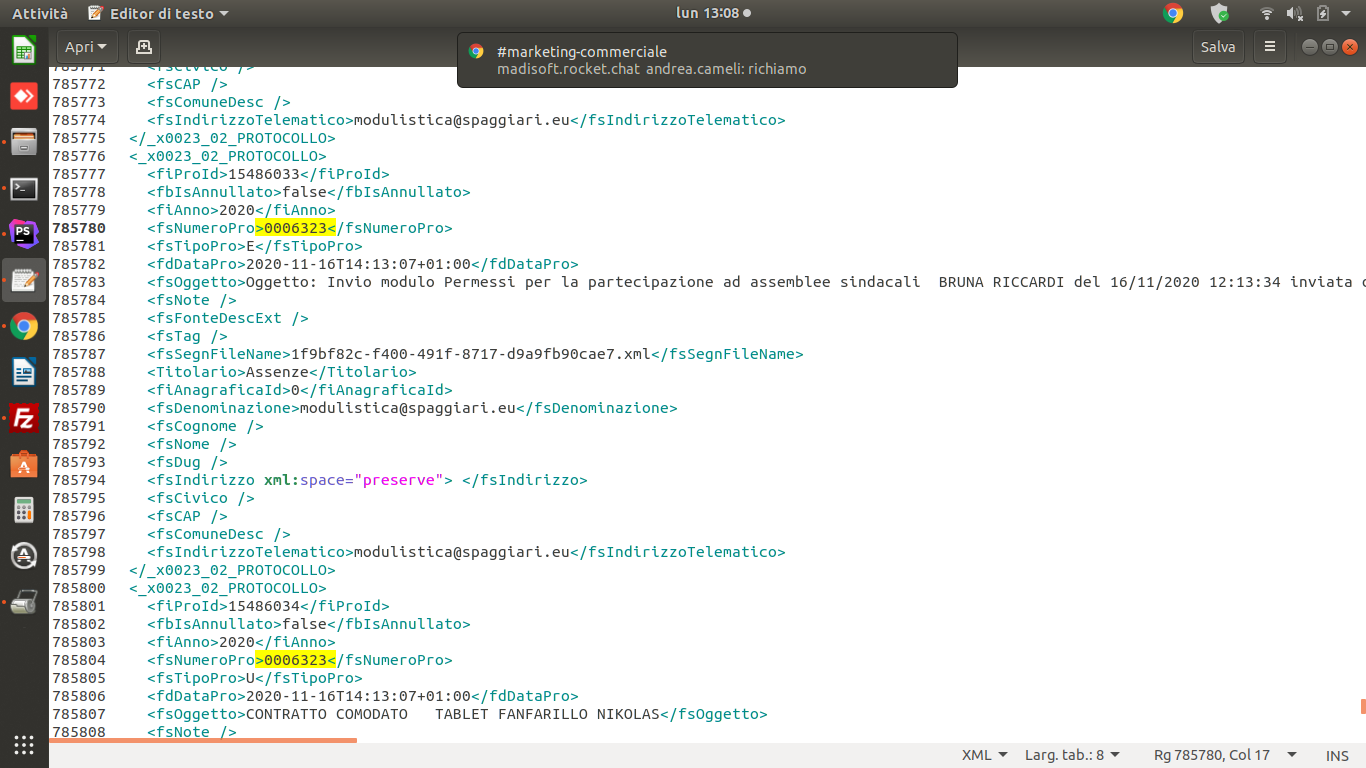 Attività
Editor di testo
lun 13:08
Apri
Salva
#marketing-commerciale
madisoft.rocket.chat andrea.cameli: richiamo
785771 <fsCivico />
785772 <fsCAP />
785773 <fsComuneDesc />
785774 <fsIndirizzoTelematico>modulistica@spaggiari.eu</fsIndirizzoTelematico>
785775 </_x0023_02_PROTOCOLLO>
785776 <_x0023_02_PROTOCOLLO>
785777 <fiProId>15486033</fiProId>
785778 <fbIsAnnullato>false</fbIsAnnullato>
785779 <fiAnno>2020</fiAnno>
785780 <fsNumeroPro>0006323</fsNumeroPro>
785781 <fsTipoPro>E</fsTipoPro>
785782 <fdDataPro>2020-11-16T14:13:07+01:00</fdDataPro>
785783 <fsOggetto>Oggetto: Invio modulo Permessi per la partecipazione ad assemblee sindacali  BRUNA RICCARDI del 16/11/2020 12:13:34 inviata
785784 <fsNote />
785785 <fsFonteDescExt />
785786 <fsTag />
785787 <fsSegnFileName>1f9bf82c-f400-491f-8717-d9a9fb90cae7.xml</fsSegnFileName>
785788 <Titolario>Assenze</Titolario>
785789 <fiAnagraficaId>0</fiAnagraficaId>
785790 <fsDenominazione>modulistica@spaggiari.eu</fsDenominazione>
785791 <fsCognome />
785792 <fsNome />
785793 <fsDug />
785794 <fsIndirizzo xml:space="preserve"> </fsIndirizzo>
785795 <fsCivico />
785796 <fsCAP />
785797 <fsComuneDesc />
785798 <fsIndirizzoTelematico>modulistica@spaggiari.eu</fsIndirizzoTelematico>
785799 </_x0023_02_PROTOCOLLO>
785800 <_x0023_02_PROTOCOLLO>
785801 <fiProId>15486034</fiProId>
785802 <fbIsAnnullato>false</fbIsAnnullato>
785803 <fiAnno>2020</fiAnno>
785804 <fsNumeroPro>0006323</fsNumeroPro>
785805 <fsTipoPro>U</fsTipoPro>
785806 <fdDataPro>2020-11-16T14:13:07+01:00</fdDataPro>
785807 <fsOggetto>CONTRATTO COMODATO   TABLET FANFARILLO NIKOLAS</fsOggetto>
785808 <fsNote />
XML Larg. tab.: 8 Rg 785780, Col 17 INS